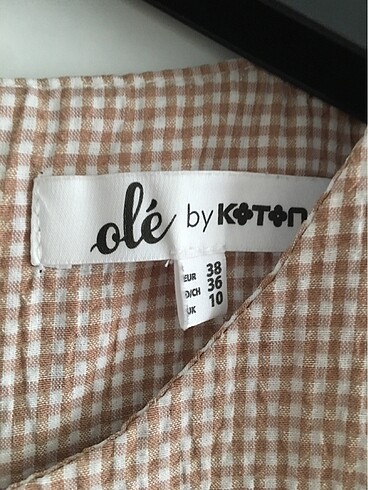 olé by KOTON
EUR 38
D/CH 36
UK 10